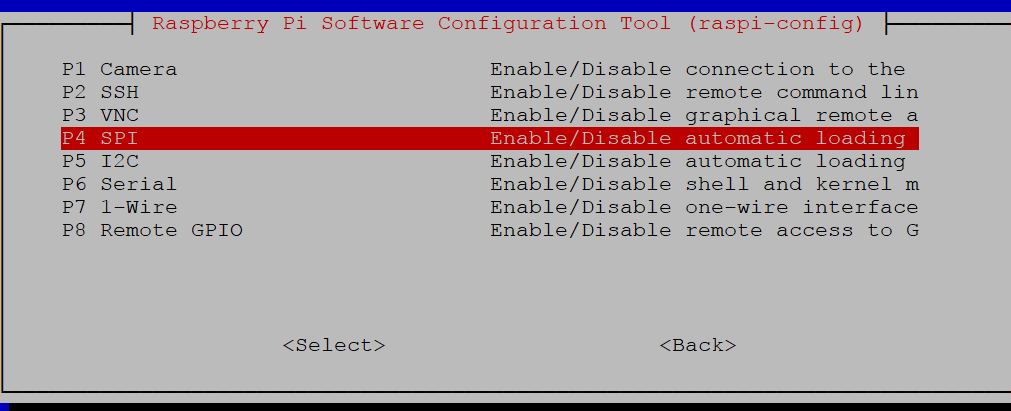 Raspberry Pi Software Configuration Tool (raspi-config)
P1 Camera Enable/Disable connection to the
P2 SSH Enable/Disable remote command lin
P3 VNC Enable/Disable graphical remote a
P4 SPI Enable/Disable automatic loading
P5 I2C Enable/Disable automatic loading
P6 Serial Enable/Disable shell and kernel m
P7 1-Wire Enable/Disable one-wire interface
P8 Remote GPIO Enable/Disable remote access to G
<Select> <Back>